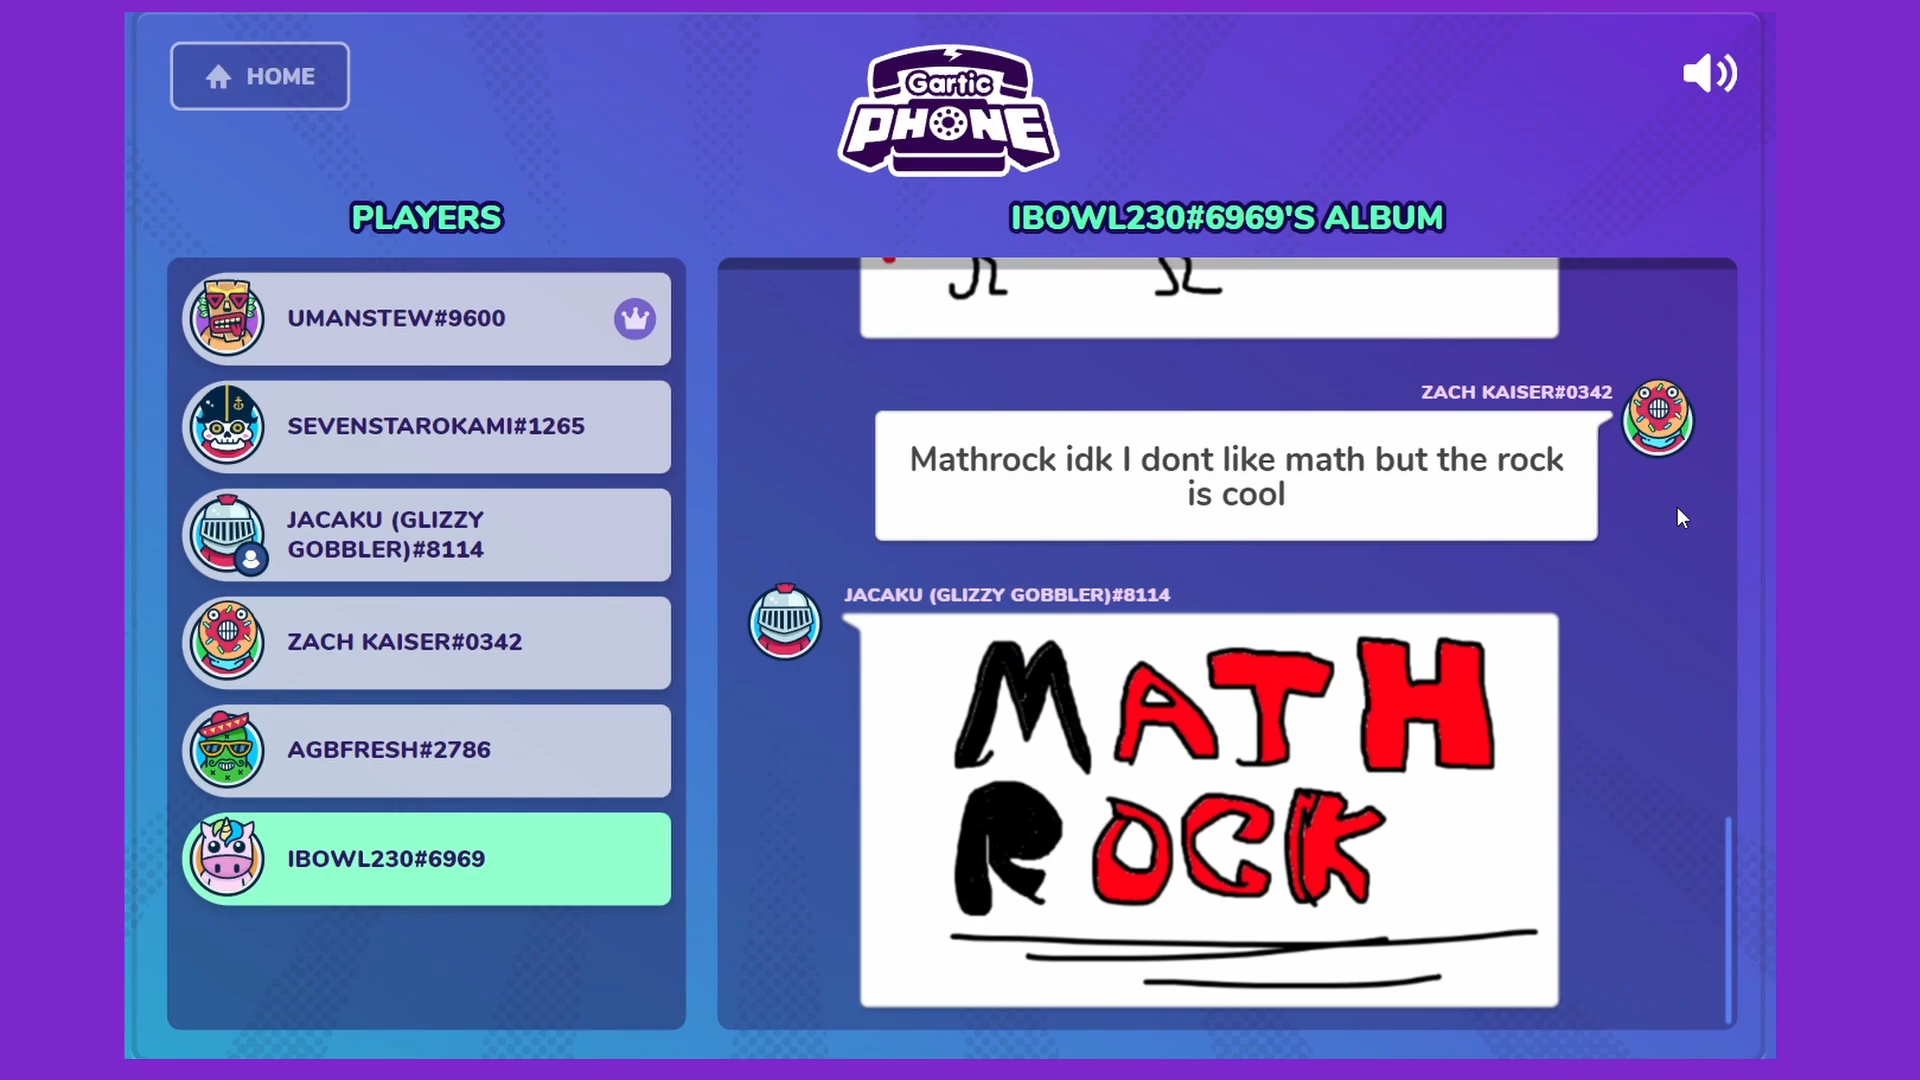 HOME
Gartic
PHONE
PLAYERS
IBOWL230#6969'S ALBUM
UMANSTEW#9600
SEVENSTAROKAMI#1265
JACAKU (GLIZZY
GOBBLER)#8114
ZACH KAISER#0342
AGBFRESH#2786
IBOWL230#6969
ZACH KAISER#0342
Mathrock idk I dont like math but the rock
is cool
JACAKU (GLIZZY GOBBLER)#8114
MATH
ROCK